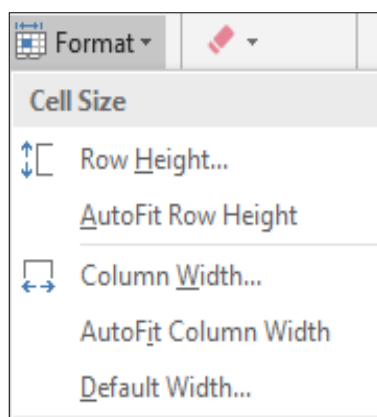 Format
Cell Size
Row Height...
AutoFit Row Height
Column Width...
AutoFit Column Width
Default Width...